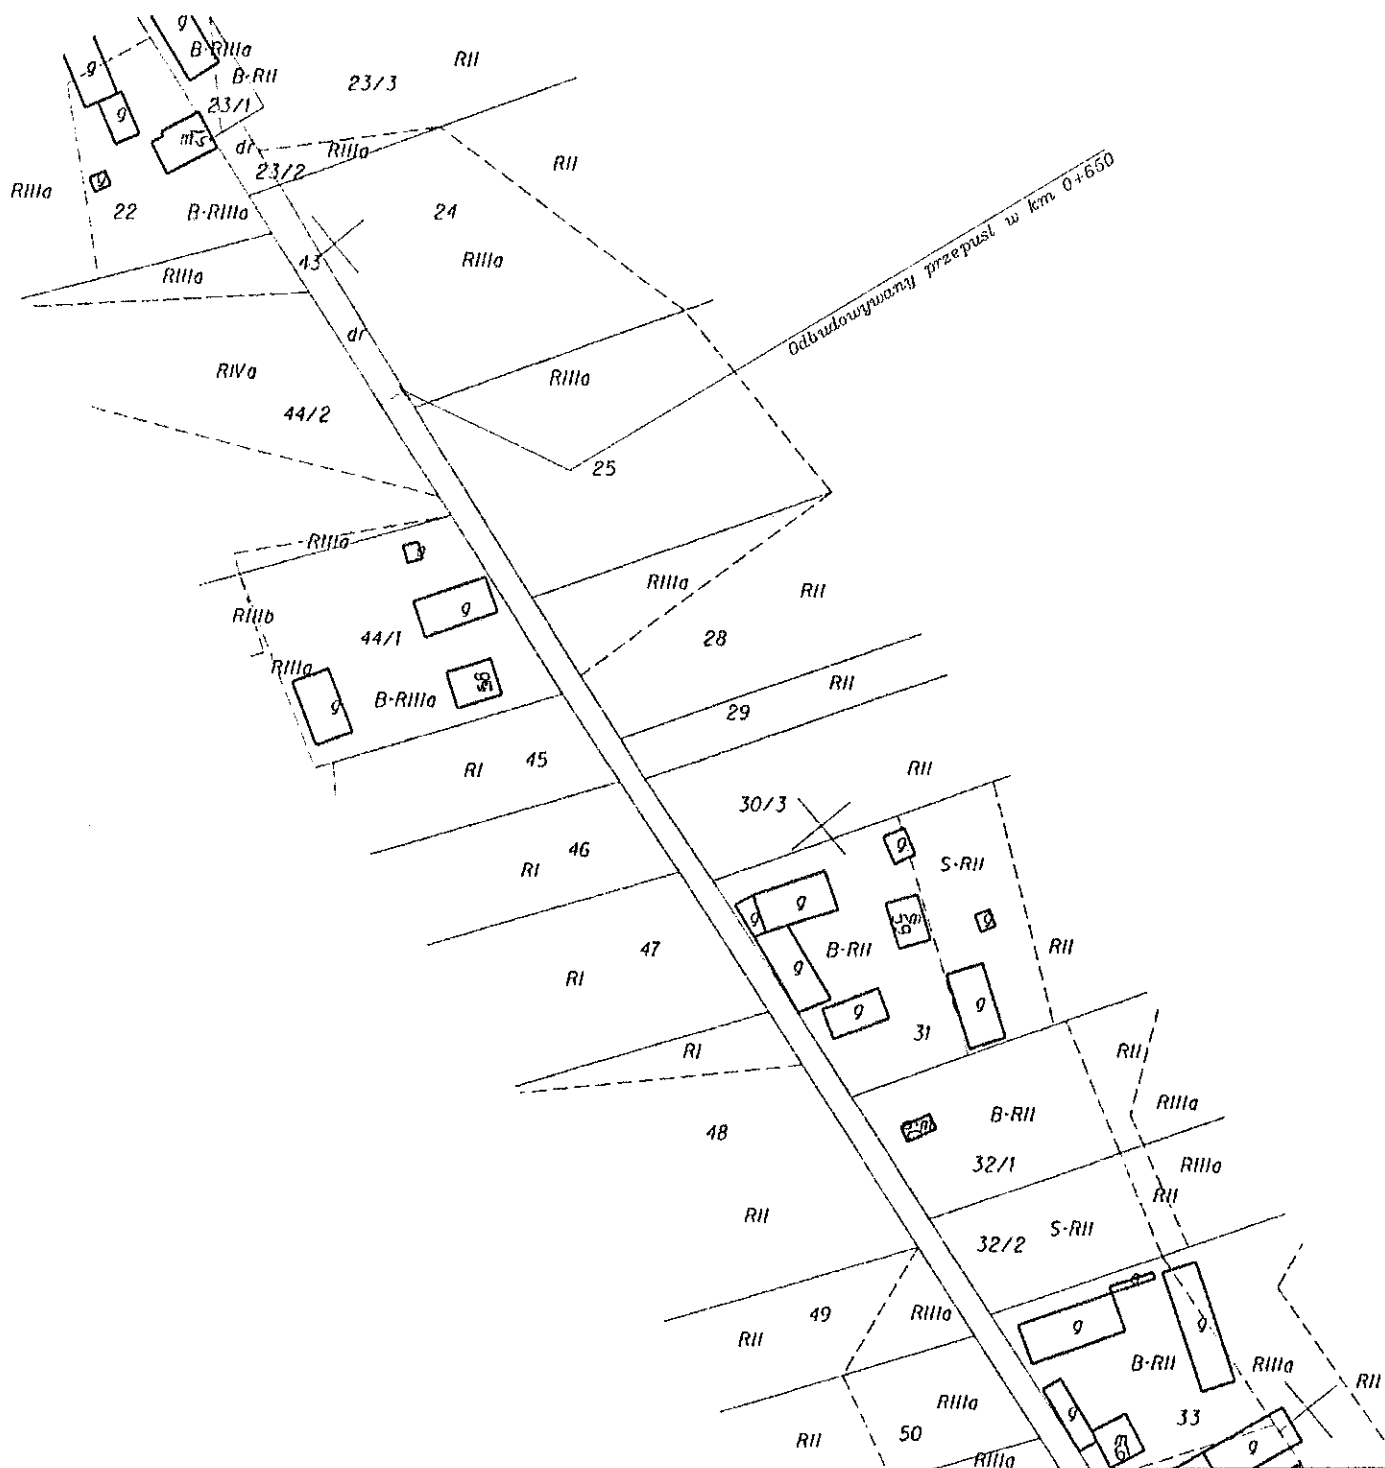 g
B-RIIIa
RII
g
B-RII
23/3
23/1
g
m5
dr
RIIIa
RII
23/2
g
RIIIa
22
B-RIIIa
24
43
RIIIa
RIIIa
Odbudowywany przepust w km 0+650
dr
RIVa
RIIIa
44/2
25
RIIIa
g
RIIIa
RII
g
RIIIb
44/1
28
RIIIa
RII
g
B-RIIIa
29
RI
45
RII
30/3
46
RI
g
S-RII
g
g
g
47
B-RII
RII
RI
g
g
g
31
RI
RII
RIIIa
48
B-RII
32/1
RIIIa
RII
RII
S-RII
32/2
g
49
RIIIa
g
g
RII
B-RII
RIIIa
RII
RIIIa
g
33
50
RII
m
g
RIIIa